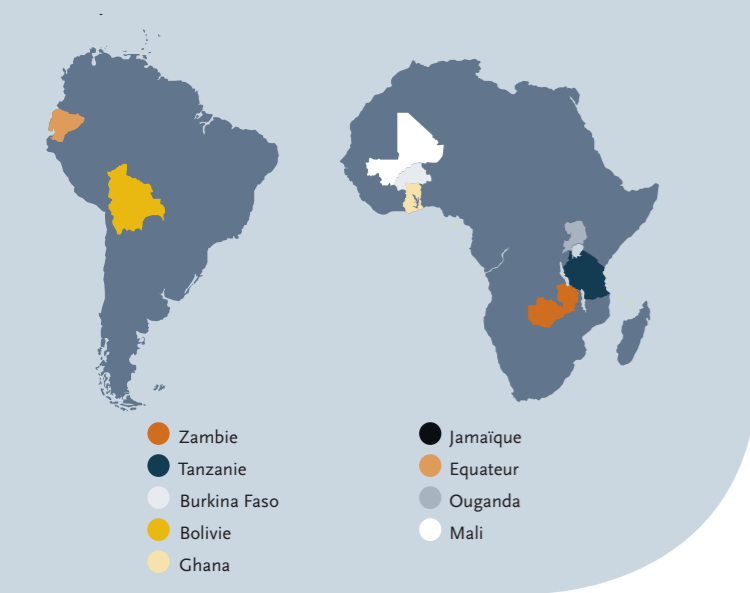 Zambie
Tanzanie
Burkina Faso
Bolivie
Ghana
Jamaïque
Equateur
Ouganda
Mali